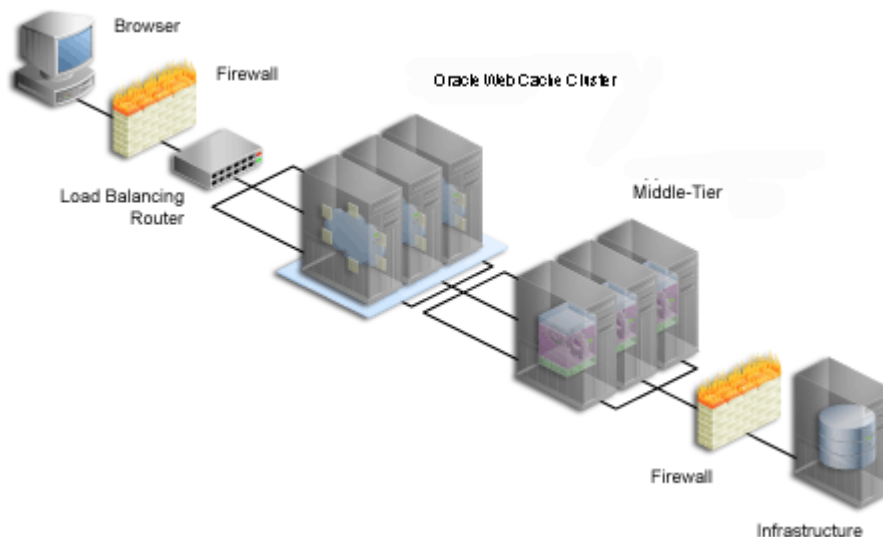 Browser
Firewall
Oracle Web Cache Cluster
Load Balancing
Router
Middle-Tier
Firewall
Infrastructure